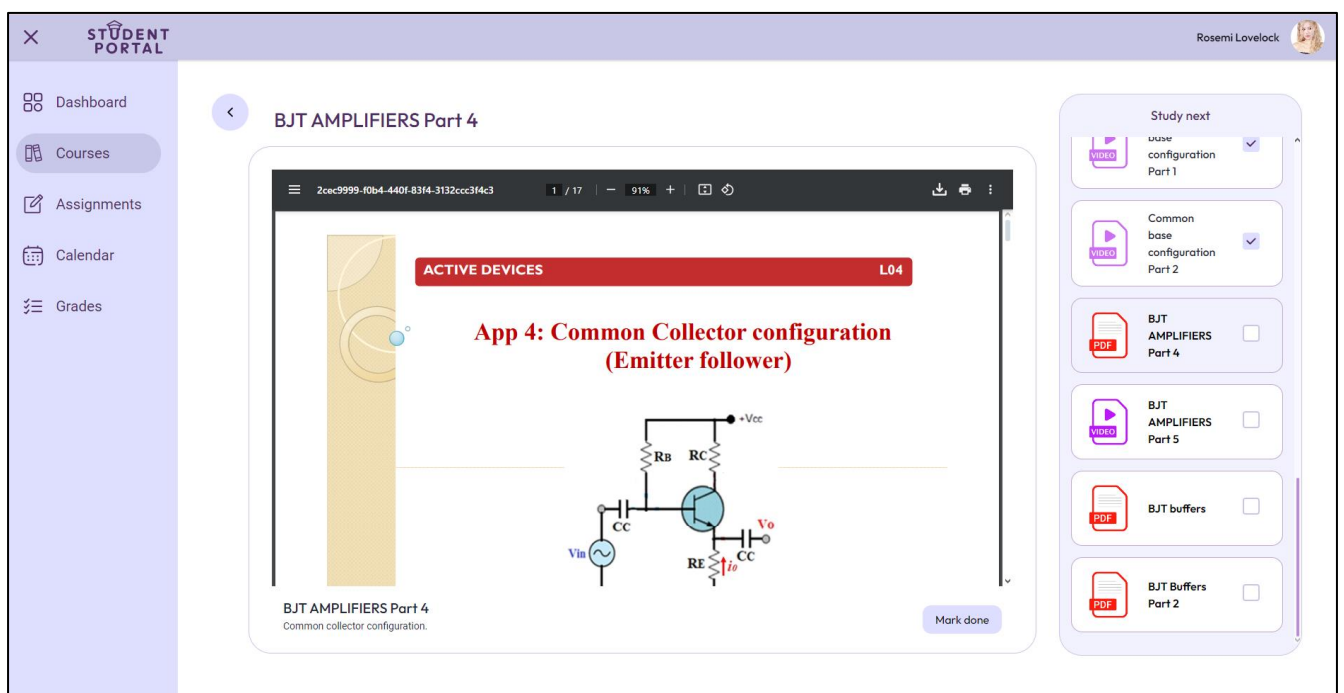 STUDENT
PORTAL
Rosemi Lovelock
Dashboard
Courses
Assignments
Calendar
Grades
BJT AMPLIFIERS Part 4
2cec9999-f0b4-440f-83f4-3132ccc3f4c3
1 / 17
91%
ACTIVE DEVICES
L04
App 4: Common Collector configuration
(Emitter follower)
+Vcc
RB
RC
CC
Vo
Vin
RE
io
CC
BJT AMPLIFIERS Part 4
Common collector configuration.
Mark done
Study next
VIDEO
base
configuration
Part 1
VIDEO
Common
base
configuration
Part 2
PDF
BJT
AMPLIFIERS
Part 4
VIDEO
BJT
AMPLIFIERS
Part 5
PDF
BJT buffers
PDF
BJT Buffers
Part 2